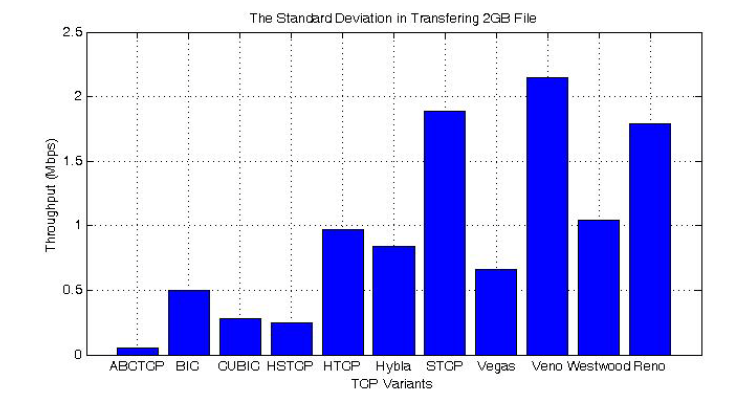 The Standard Deviation in Transfering 2GB File
2.5
2
1.5
1
0.5
0
Throughput (Mbps)
ABCTCP BIC CUBIC HSTCP HTCP Hybla STCP Vegas Veno Westwood Reno
TCP Variants